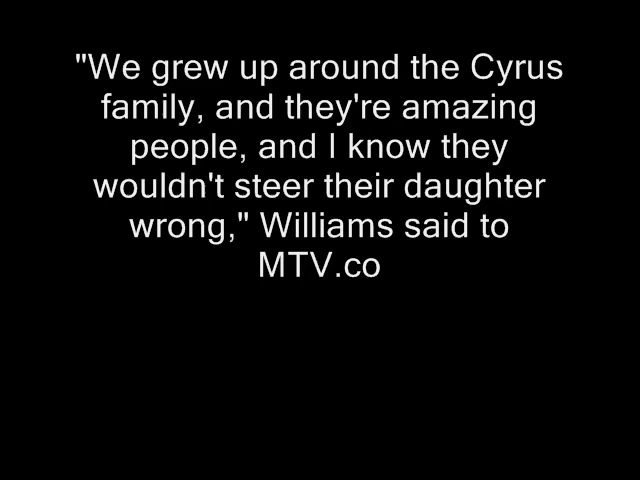 "We grew up around the Cyrus
family, and they're amazing
people, and I know they
wouldn't steer their daughter
wrong," Williams said to
MTV.co